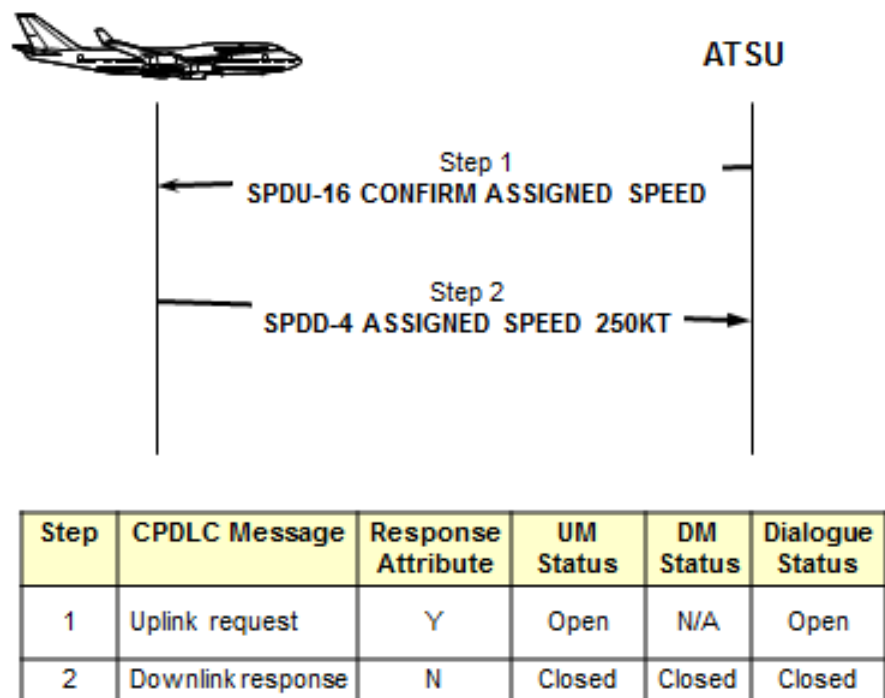 ATSU
Step 1
SPDU-16 CONFIRM ASSIGNED SPEED
Step 2
SPDD-4 ASSIGNED SPEED 250KT
Step CPDLC Message Response Attribute UM Status DM Status Dialogue Status
1 Uplink request Y Open N/A Open
2 Downlink response N Closed Closed Closed